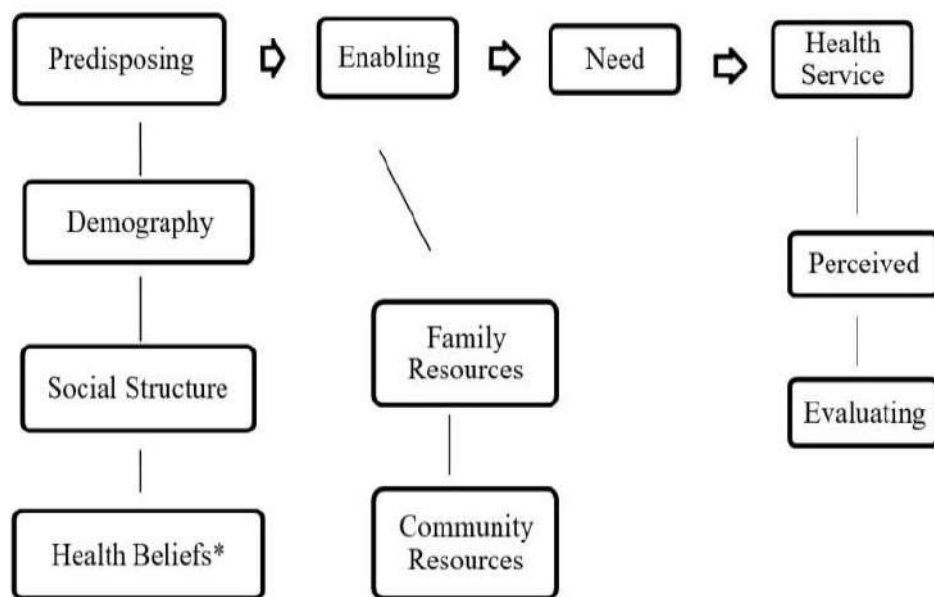 Predisposing
Enabling
Need
Health
Service
Demography
Perceived
Family
Resources
Social Structure
Evaluating
Community
Resources
Health Beliefs*